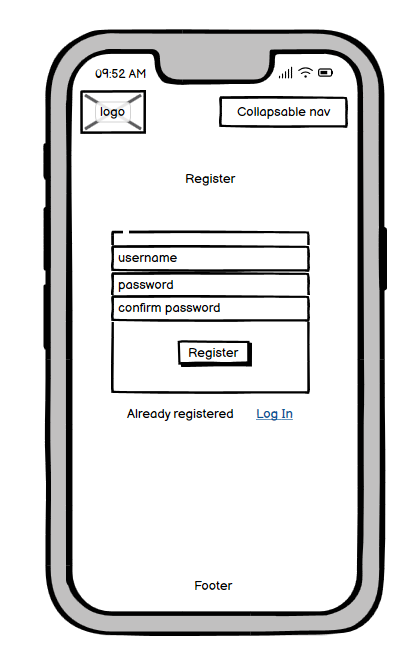 09:52 AM
logo
Collapsable nav
Register
username
password
confirm password
Register
Already registered Log In
Footer